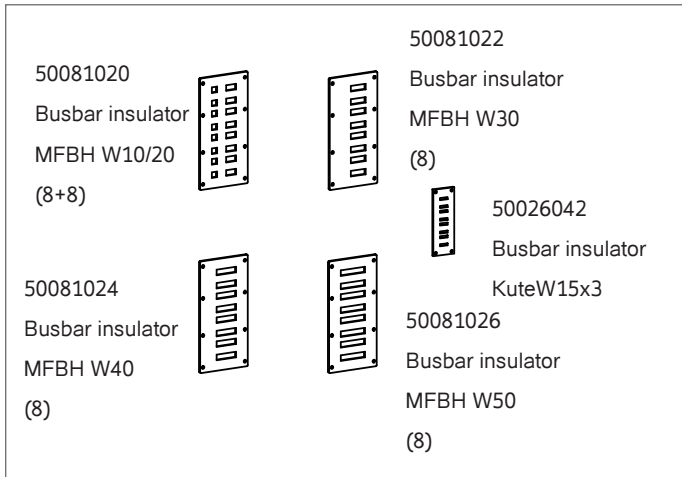 50081020
Busbar insulator
MFBH W10/20
(8+8)
50081022
Busbar insulator
MFBH W30
(8)
50026042
Busbar insulator
KuteW15x3
50081024
Busbar insulator
MFBH W40
(8)
50081026
Busbar insulator
MFBH W50
(8)